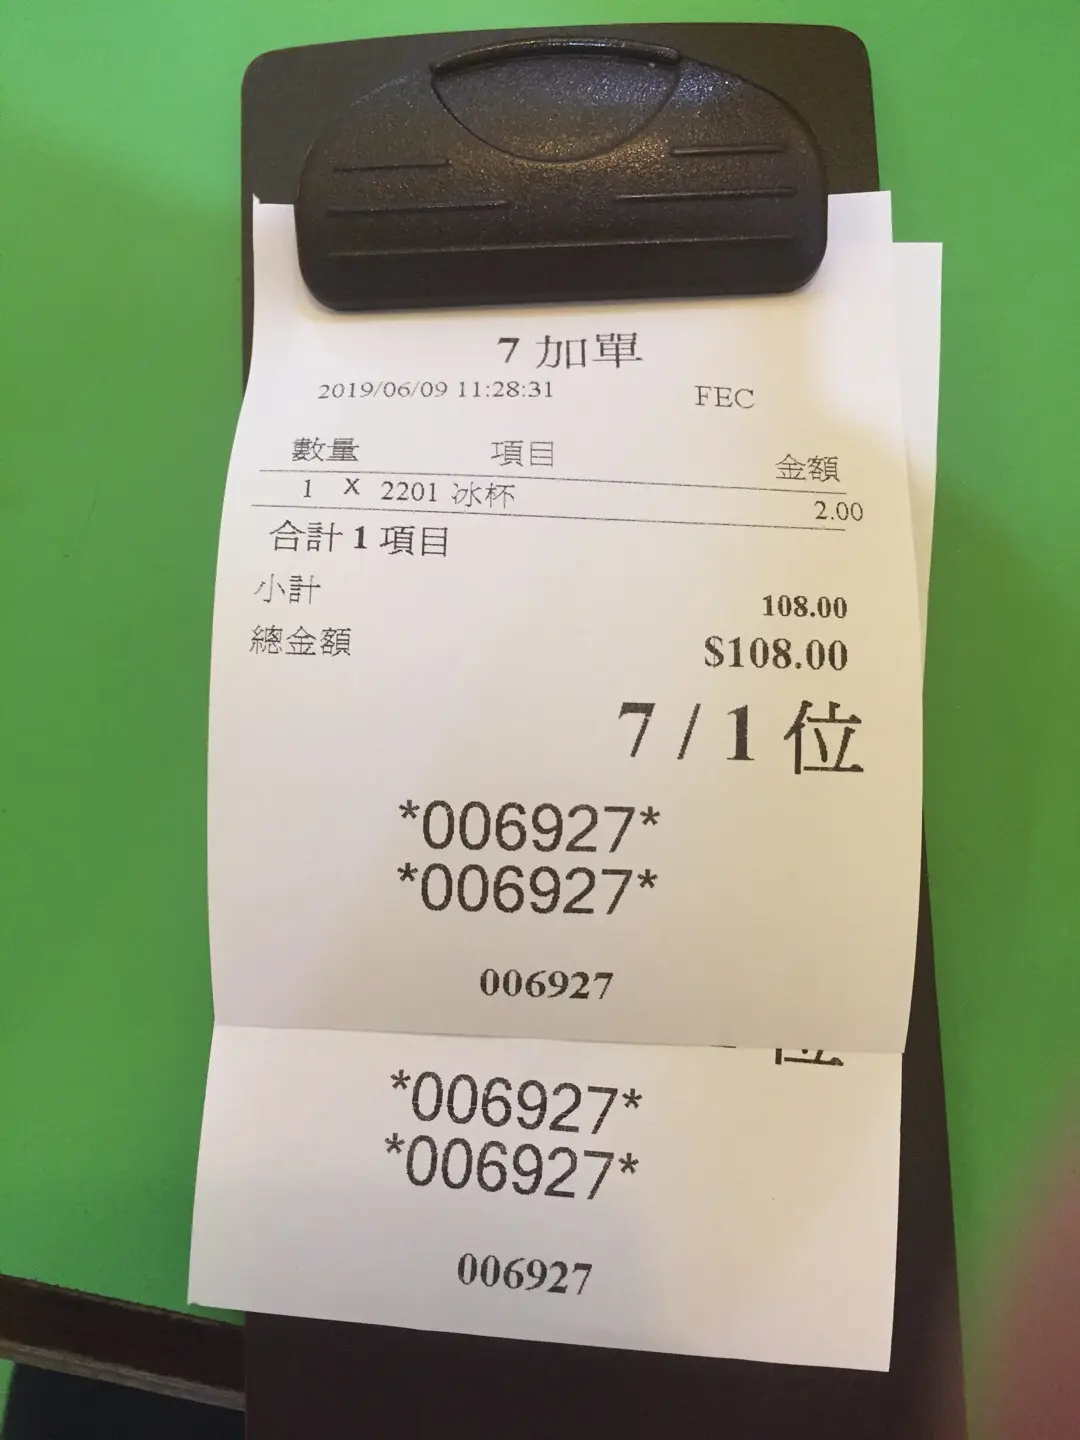 7 加單
2019/06/09 11:28:31 FEC
數量 項目 金額
1 X 2201 冰杯 2.00
合計 1 項目
小計 108.00
總金額 $108.00
7 / 1 位
*006927*
*006927*
006927
位
*006927*
*006927*
006927